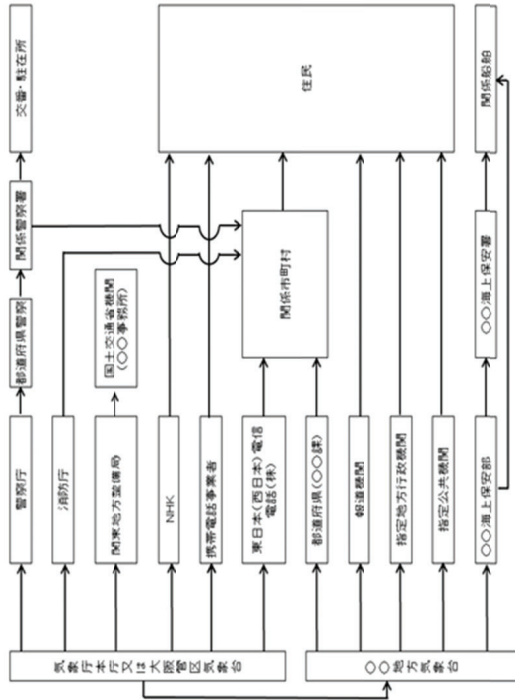 気象庁本庁又は大阪管区気象台
○○地方気象台
警察庁
消防庁
関東地方整備局
NHK
携帯電話事業者
東日本(西日本)電信
電話(株)
都道府県(○○課)
報道機関
指定地方行政機関
指定公共機関
○○海上保安部
都道府県警察
国土交通省機関
(○○事務所)
関係警察署
関係市町村
○○海上保安署
交番・駐在所
住民
関係船舶